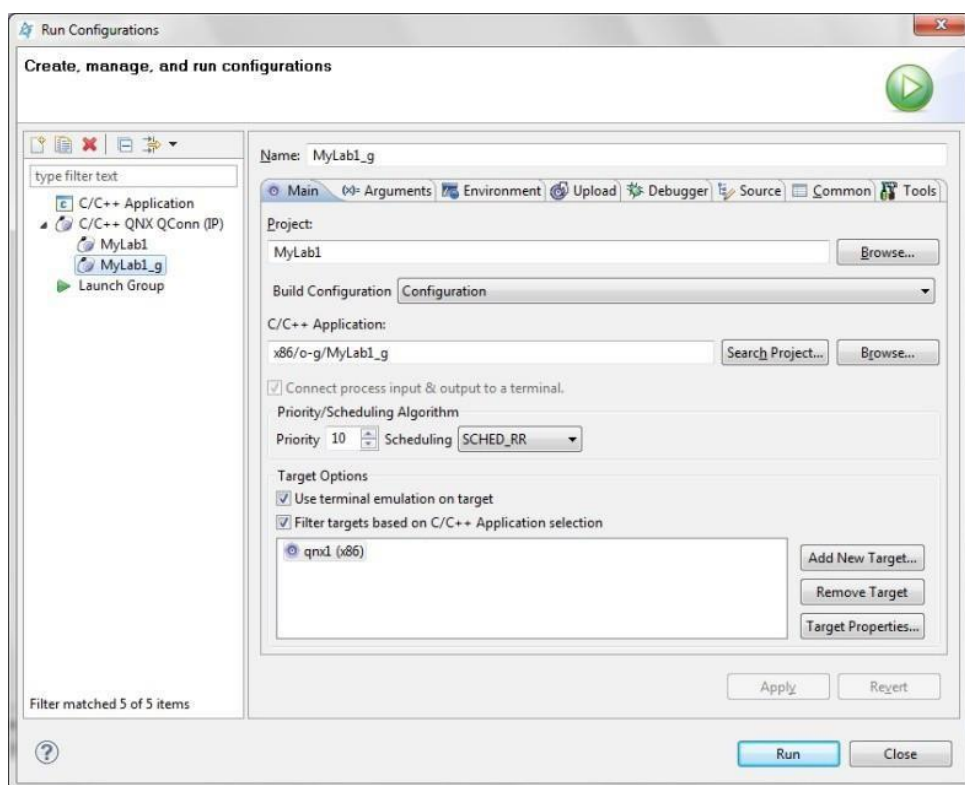 Run Configurations
Create, manage, and run configurations
type filter text
C/C++ Application
C/C++ QNX QConn (IP)
MyLab1
MyLab1_g
Launch Group
Filter matched 5 of 5 items
Name: MyLab1_g
Main (x)= Arguments Environment Upload Debugger Source Common Tools
Project:
MyLab1 Browse...
Build Configuration Configuration
C/C++ Application:
x86/o-g/MyLab1_g Search Project... Browse...
Connect process input & output to a terminal.
Priority/Scheduling Algorithm
Priority 10 Scheduling SCHED_RR
Target Options
Use terminal emulation on target
Filter targets based on C/C++ Application selection
qnx1 (x86)
Add New Target...
Remove Target
Target Properties...
Apply Revert
Run Close